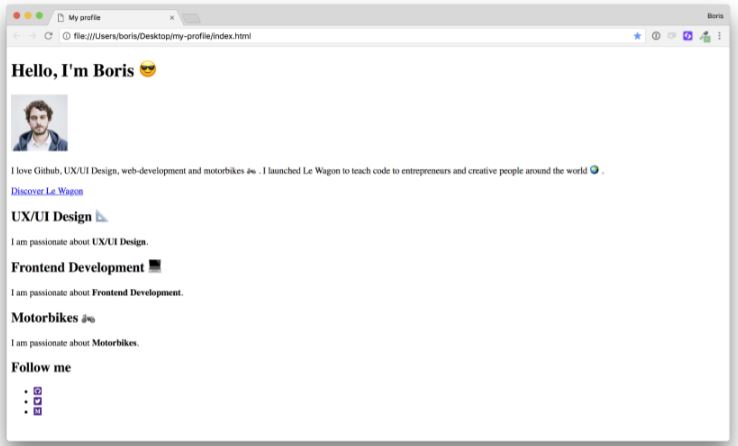 My profile
Boris
file:///Users/boris/Desktop/my-profile/index.html
Hello, I'm Boris 😎
I love Github, UX/UI Design, web-development and motorbikes 🏍 . I launched Le Wagon to teach code to entrepreneurs and creative people around the world 🌍 .
Discover Le Wagon
UX/UI Design 📐
I am passionate about UX/UI Design.
Frontend Development 💻
I am passionate about Frontend Development.
Motorbikes 🏍
I am passionate about Motorbikes.
Follow me
M